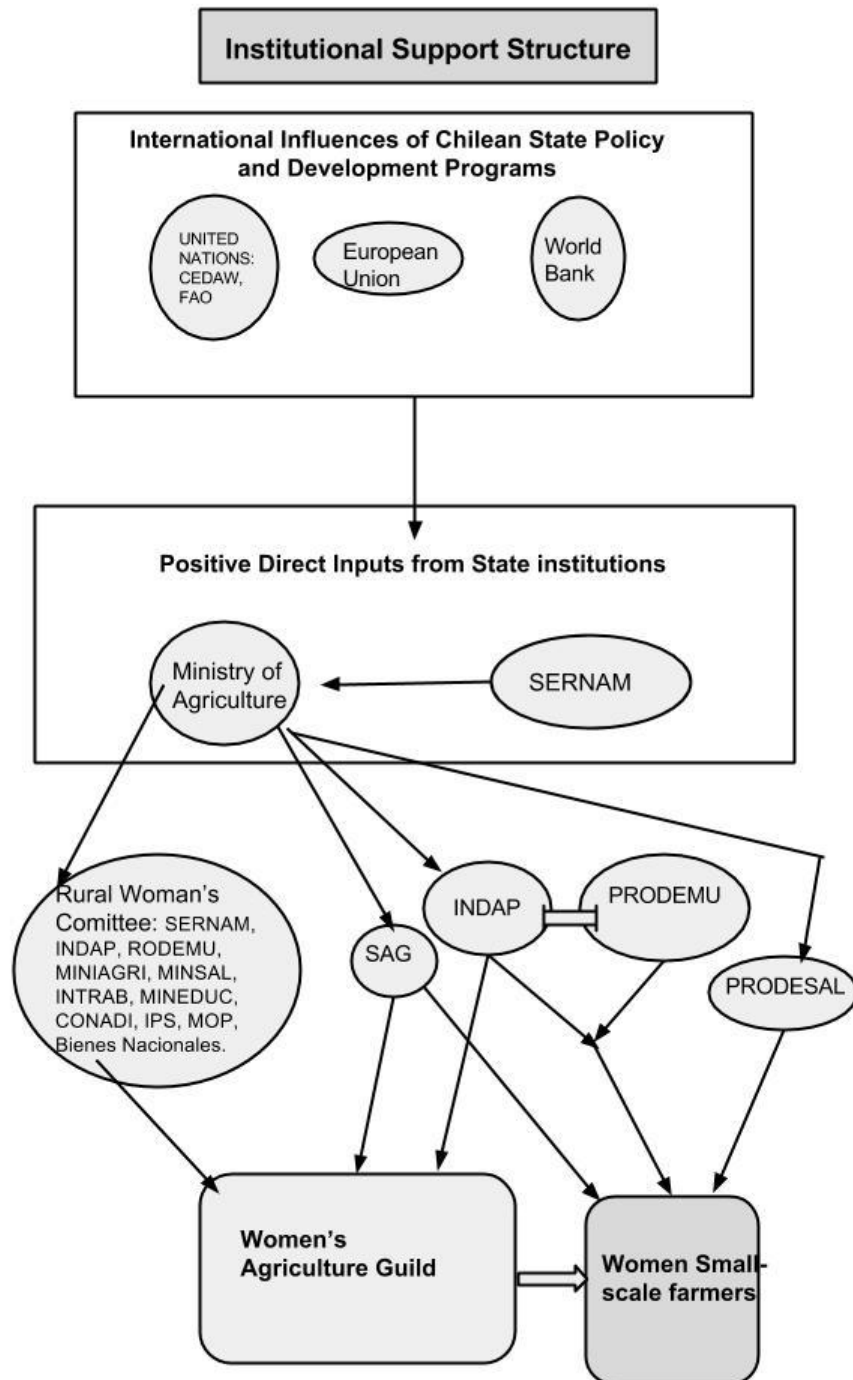 Institutional Support Structure
International Influences of Chilean State Policy
and Development Programs
UNITED
NATIONS:
CEDAW,
FAO
European
Union
World
Bank
Positive Direct Inputs from State institutions
Ministry of
Agriculture
SERNAM
Rural Woman's
Comittee: SERNAM,
INDAP, RODEMU,
MINIAGRI, MINSAL,
INTRAB, MINEDUC,
CONADI, IPS, MOP,
Bienes Nacionales.
SAG
INDAP
PRODEMU
PRODESAL
Women's
Agriculture Guild
Women Small-
scale farmers